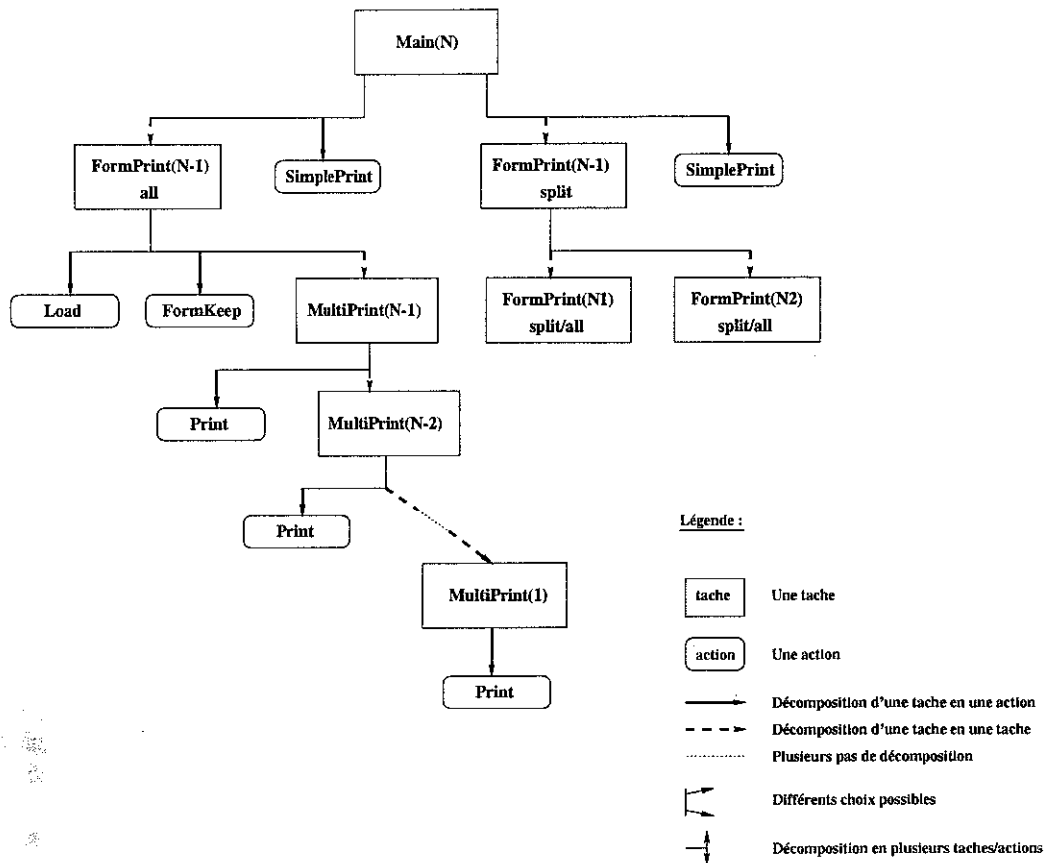 Main(N)
FormPrint(N-1)
all
SimplePrint
FormPrint(N-1)
split
SimplePrint
Load
FormKeep
MultiPrint(N-1)
FormPrint(N1)
split/all
FormPrint(N2)
split/all
Print
MultiPrint(N-2)
Print
MultiPrint(1)
Print
Légende :
tache
Une tache
action
Une action
Décomposition d'une tache en une action
Décomposition d'une tache en une tache
Plusieurs pas de décomposition
Différents choix possibles
Décomposition en plusieurs taches/actions